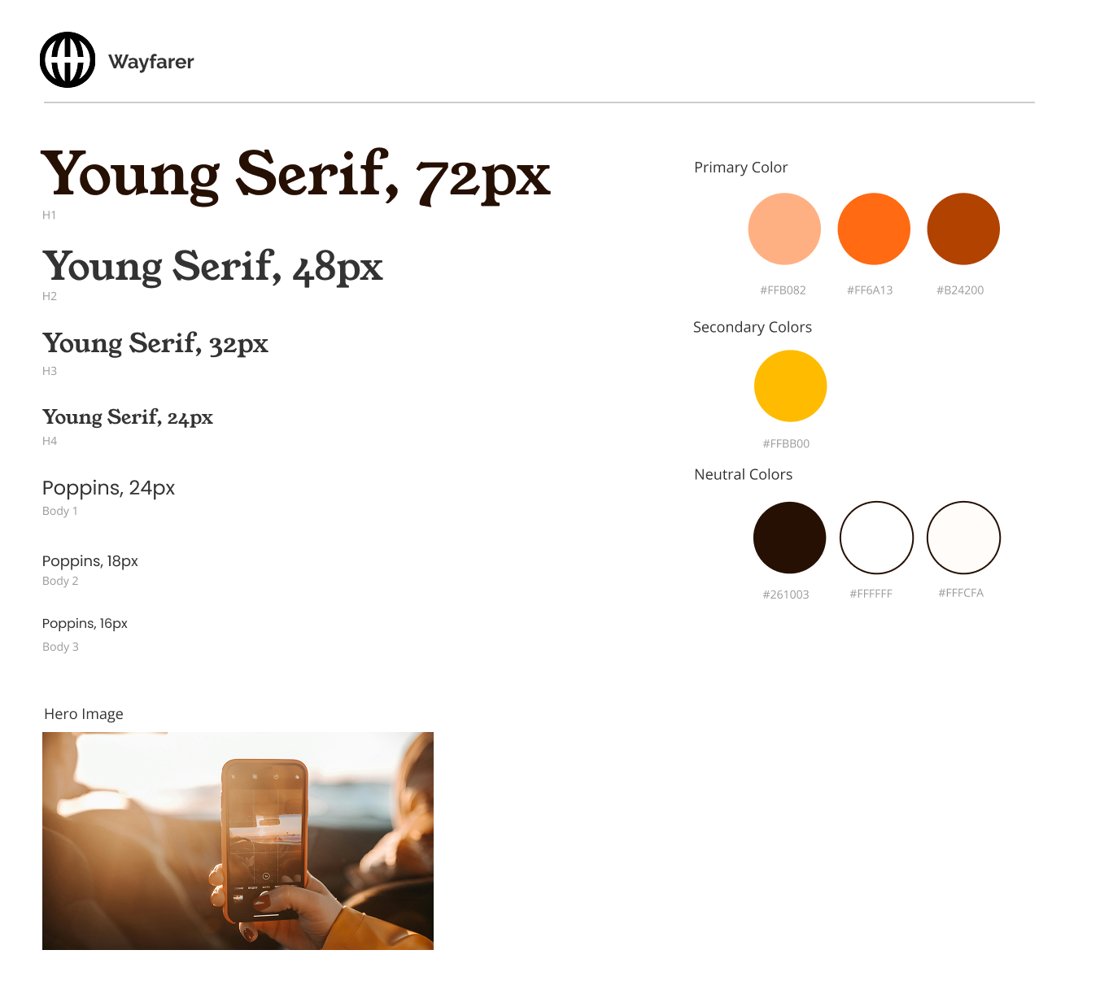 Wayfarer
Young Serif, 72px
H1
Young Serif, 48px
H2
Young Serif, 32px
H3
Young Serif, 24px
H4
Poppins, 24px
Body 1
Poppins, 18px
Body 2
Poppins, 16px
Body 3
Hero Image
Primary Color
#FFB082 #FF6A13 #B24200
Secondary Colors
#FFBB00
Neutral Colors
#261003 #FFFFFF #FFFCFA